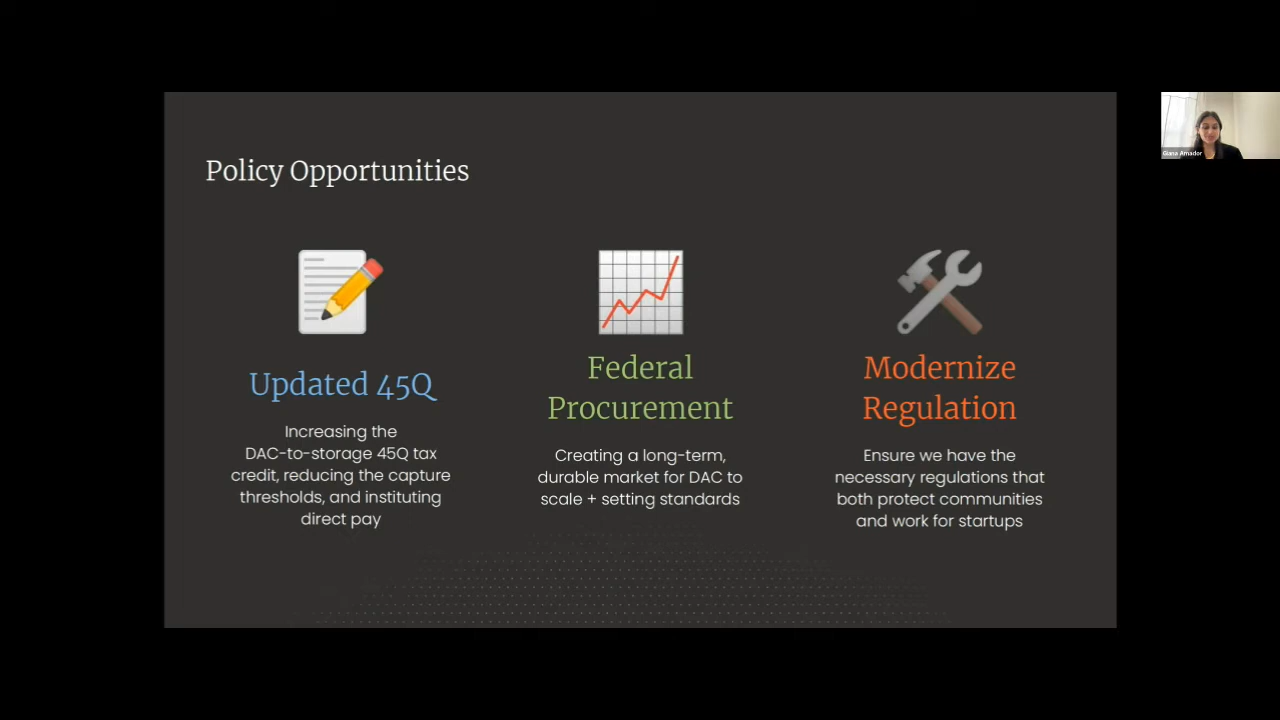 Policy Opportunities
Updated 45Q
Increasing the
DAC-to-storage 45Q tax
credit, reducing the capture
thresholds, and instituting
direct pay
Federal
Procurement
Creating a long-term,
durable market for DAC to
scale + setting standards
Modernize
Regulation
Ensure we have the
necessary regulations that
both protect communities
and work for startups
Giana Amador